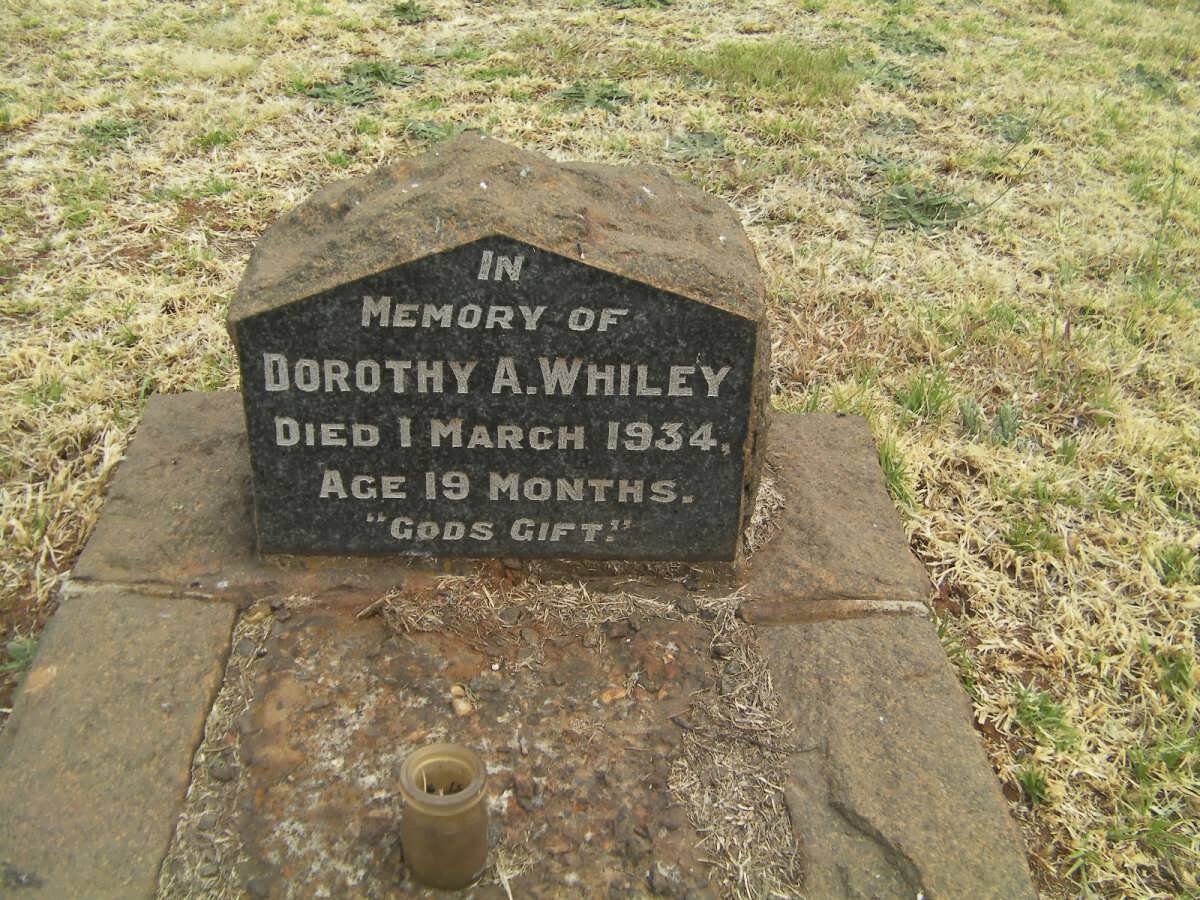 IN
MEMORY OF
DOROTHY A. WHILEY
DIED 1 MARCH 1934,
AGE 19 MONTHS.
"GODS GIFT."